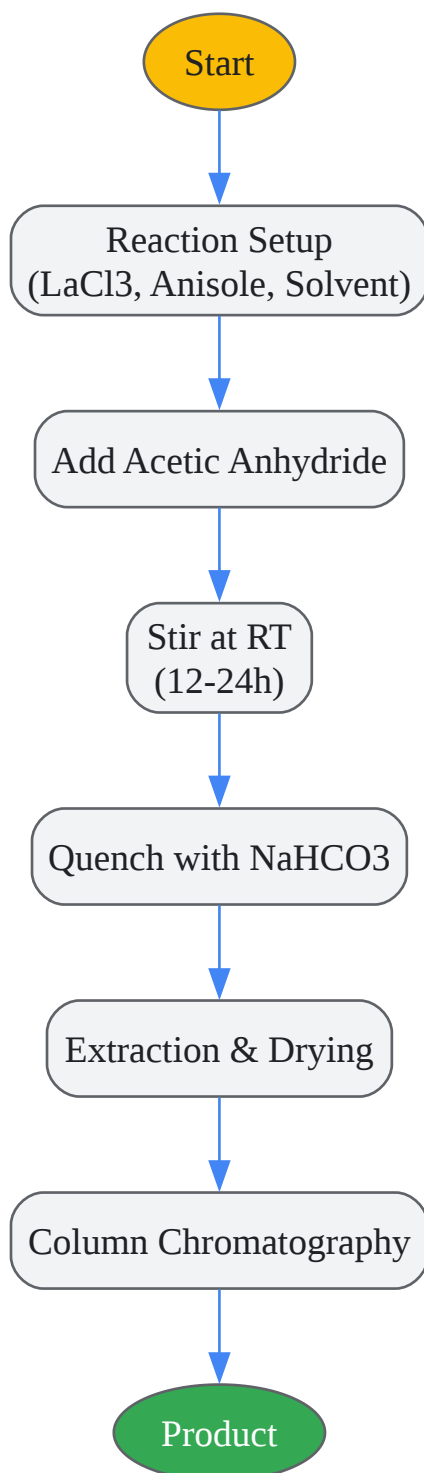 Start
Reaction Setup
(LaCl3, Anisole, Solvent)
Add Acetic Anhydride
Stir at RT
(12-24h)
Quench with NaHCO3
Extraction & Drying
Column Chromatography
Product